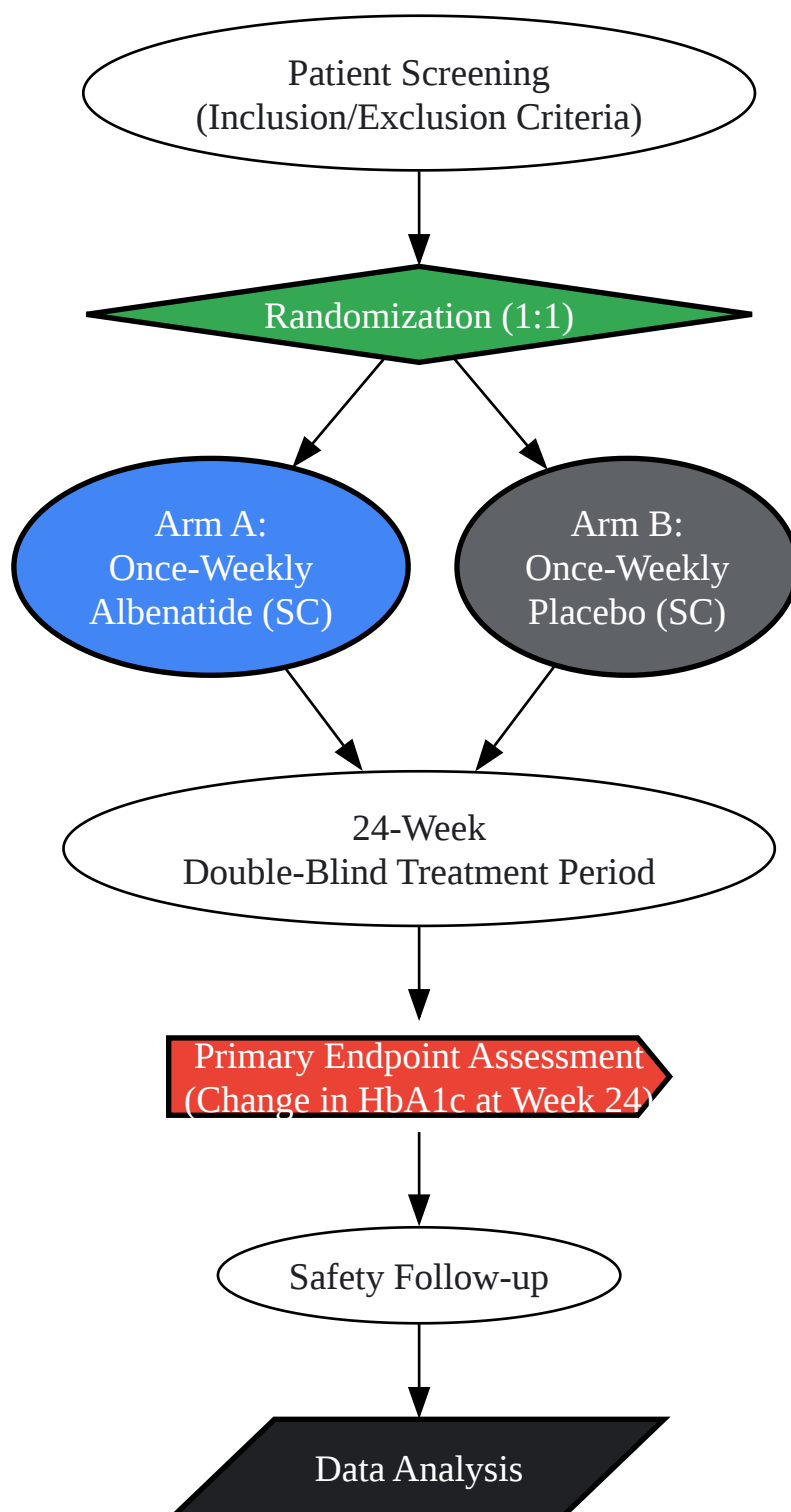 Patient Screening
(Inclusion/Exclusion Criteria)
Randomization (1:1)
Arm A:
Once-Weekly
Albenatide (SC)
Arm B:
Once-Weekly
Placebo (SC)
24-Week
Double-Blind Treatment Period
Primary Endpoint Assessment
(Change in HbA1c at Week 24)
Safety Follow-up
Data Analysis